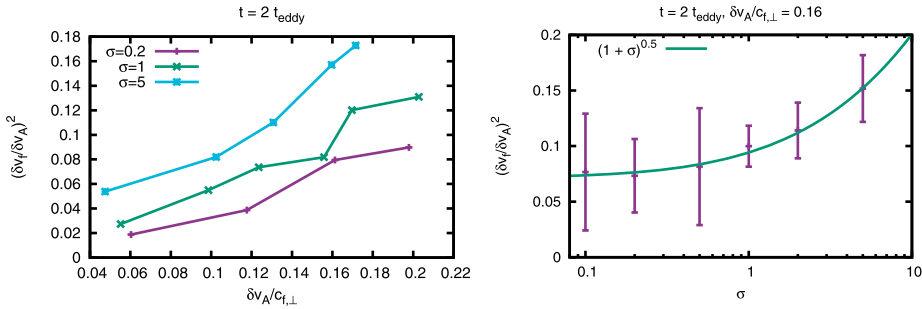 t = 2 t_eddy
(δv_f/δv_A)^2
0.18
0.16
0.14
0.12
0.1
0.08
0.06
0.04
0.02
0
σ=0.2
σ=1
σ=5
0.04 0.06 0.08 0.1 0.12 0.14 0.16 0.18 0.2 0.22
δv_A/c_f,⊥
t = 2 t_eddy, δv_A/c_f,⊥ = 0.16
(δv_f/δv_A)^2
0.2
0.15
0.1
0.05
0
(1 + σ)^0.5
0.1 1 10
σ